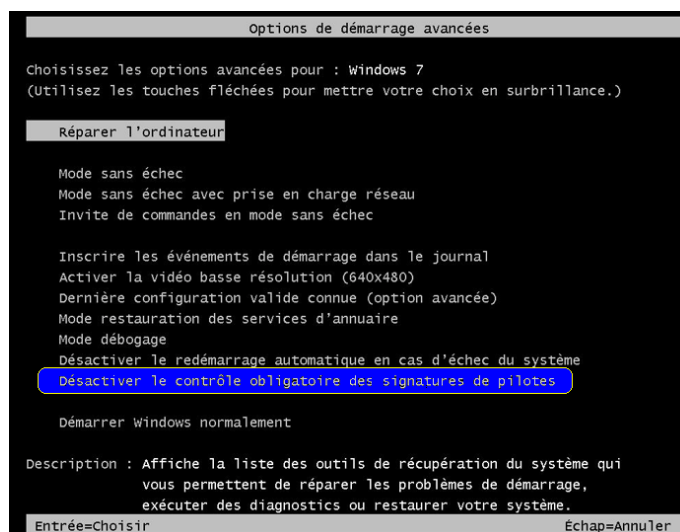 Options de démarrage avancées
Choisissez les options avancées pour : Windows 7
(Utilisez les touches fléchées pour mettre votre choix en surbrillance.)
Réparer l'ordinateur
Mode sans échec
Mode sans échec avec prise en charge réseau
Invite de commandes en mode sans échec
Inscrire les événements de démarrage dans le journal
Activer la vidéo basse résolution (640x480)
Dernière configuration valide connue (option avancée)
Mode restauration des services d'annuaire
Mode débogage
Désactiver le redémarrage automatique en cas d'échec du système
Désactiver le contrôle obligatoire des signatures de pilotes
Démarrer Windows normalement
Description : Affiche la liste des outils de récupération du système qui
vous permettent de réparer les problèmes de démarrage,
exécuter des diagnostics ou restaurer votre système.
Entrée=Choisir Échap=Annuler